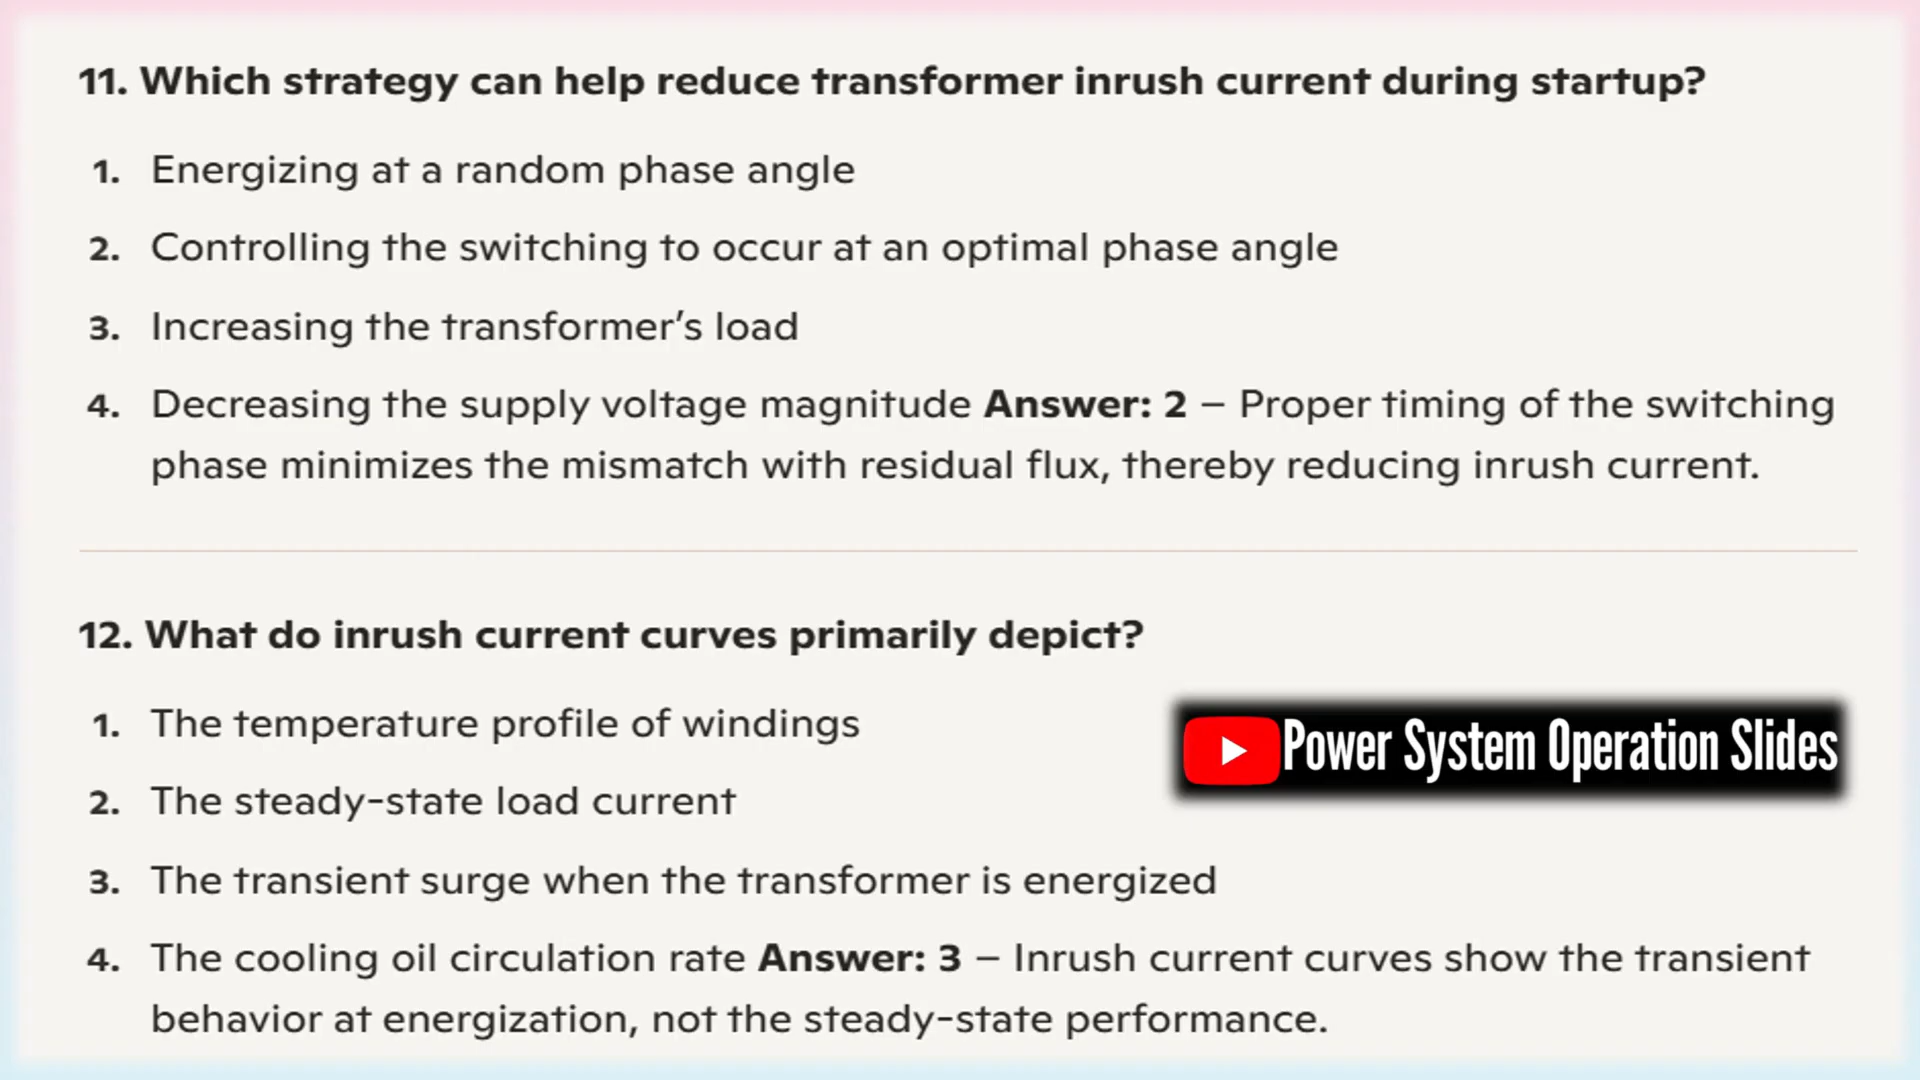 11. Which strategy can help reduce transformer inrush current during startup?
1. Energizing at a random phase angle
2. Controlling the switching to occur at an optimal phase angle
3. Increasing the transformer’s load
4. Decreasing the supply voltage magnitude Answer: 2 – Proper timing of the switching
phase minimizes the mismatch with residual flux, thereby reducing inrush current.
12. What do inrush current curves primarily depict?
1. The temperature profile of windings
Power System Operation Slides
2. The steady-state load current
3. The transient surge when the transformer is energized
4. The cooling oil circulation rate Answer: 3 – Inrush current curves show the transient
behavior at energization, not the steady-state performance.